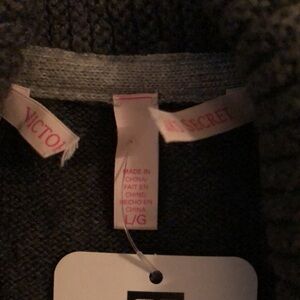 VICTO
SECRET
MADE IN
CHINA/
FAIT EN
CHINE/
HECHO EN
CHINA
L/G